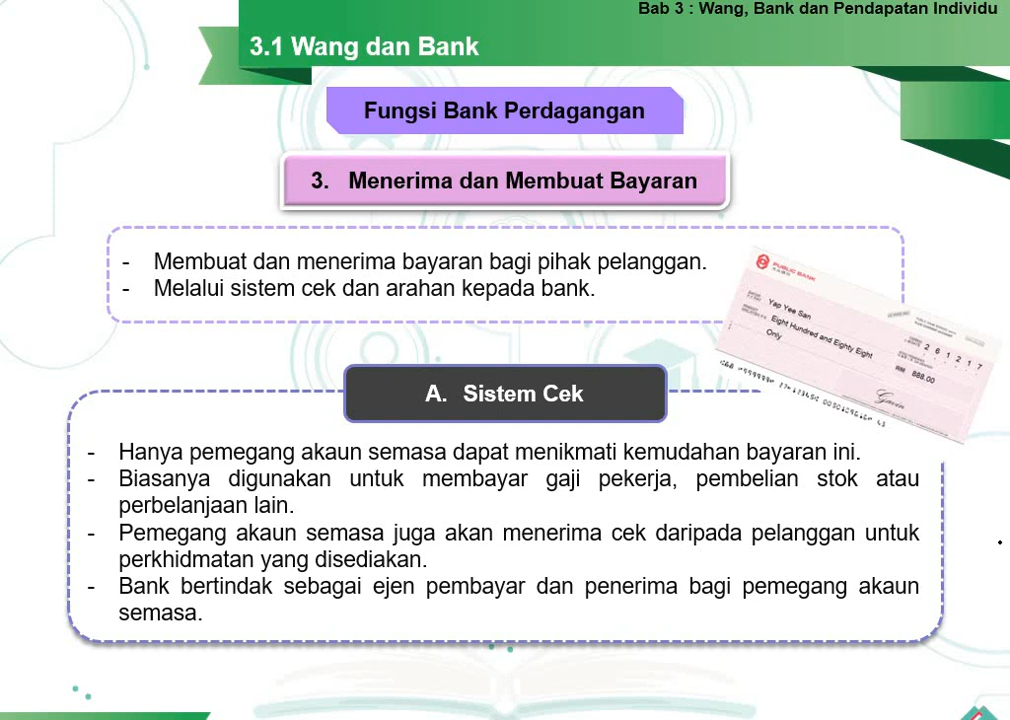 Bab 3 : Wang, Bank dan Pendapatan Individu
3.1 Wang dan Bank
Fungsi Bank Perdagangan
3. Menerima dan Membuat Bayaran
- Membuat dan menerima bayaran bagi pihak pelanggan.
- Melalui sistem cek dan arahan kepada bank.
PUBLIC BANK
Yap Yee San
Eight Hundred and Eighty Eight
Only
2 6 1 2 1 7
RM 888.00
Gavin
A. Sistem Cek
- Hanya pemegang akaun semasa dapat menikmati kemudahan bayaran ini.
- Biasanya digunakan untuk membayar gaji pekerja, pembelian stok atau
perbelanjaan lain.
- Pemegang akaun semasa juga akan menerima cek daripada pelanggan untuk
perkhidmatan yang disediakan.
- Bank bertindak sebagai ejen pembayar dan penerima bagi pemegang akaun
semasa.